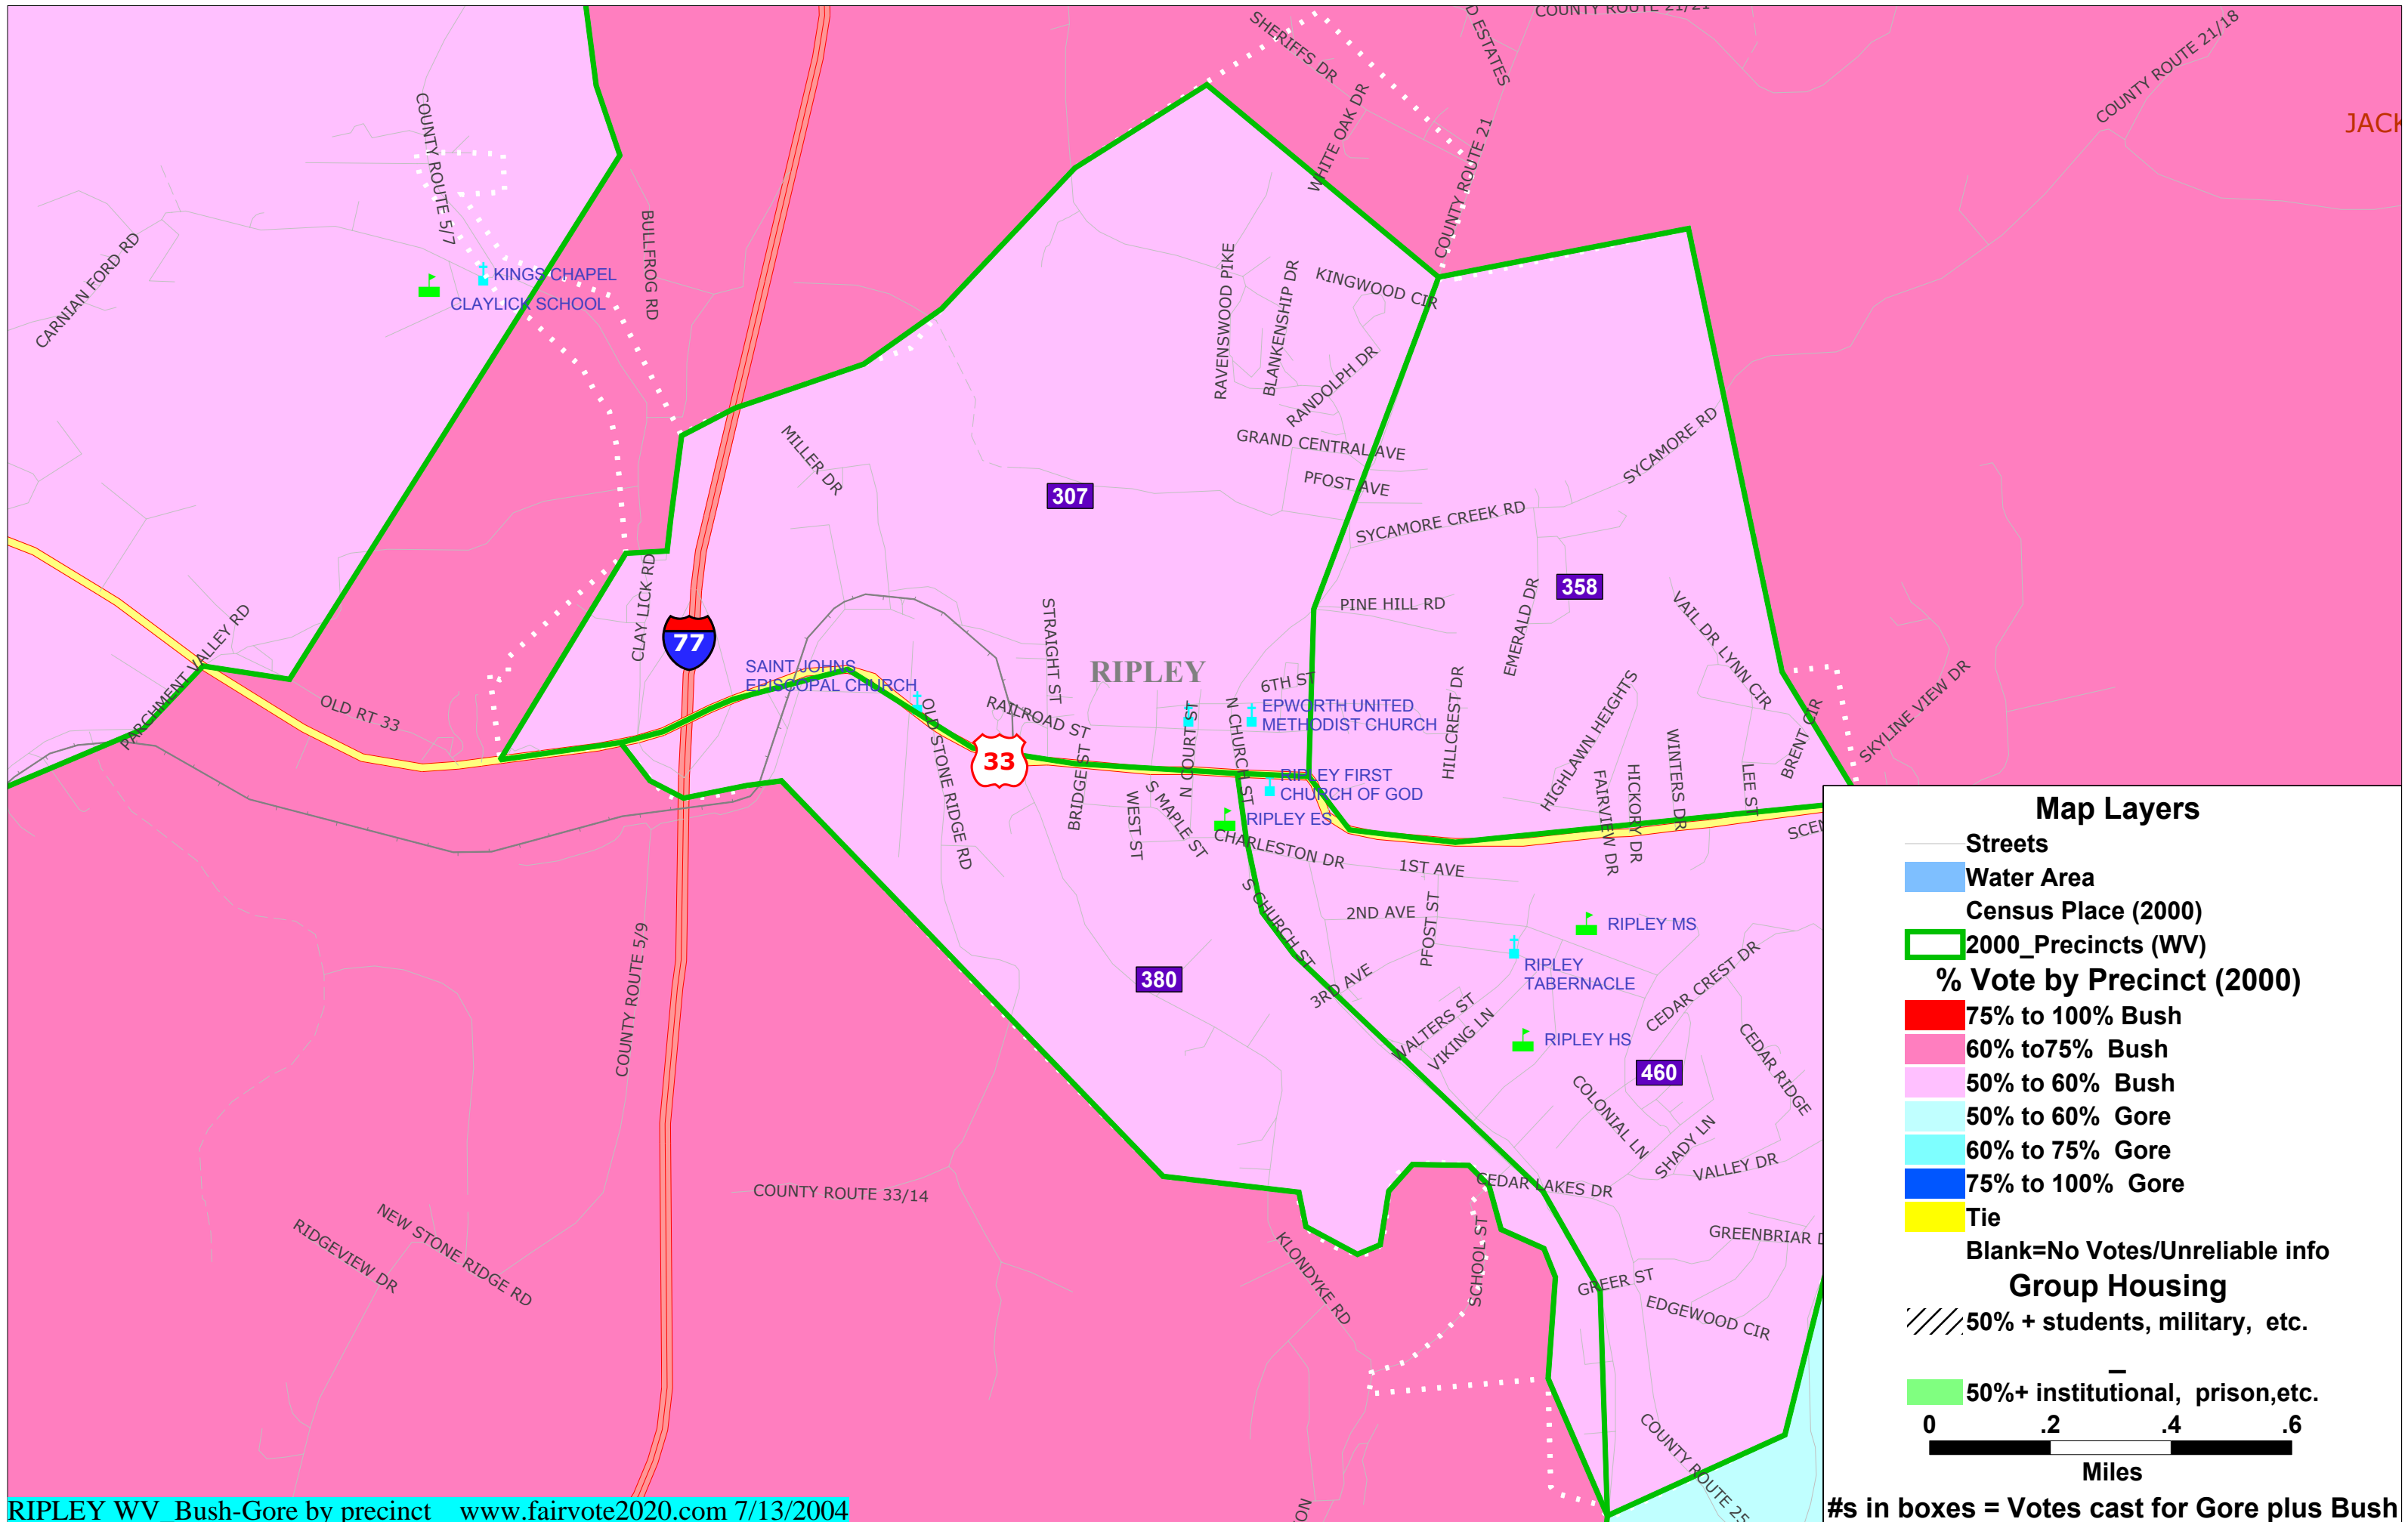 COUNTY ROUTE 21/21
SHERIFFS DR
D ESTATES
COUNTY ROUTE 21/18
JACK
WHITE OAK DR
COUNTY ROUTE 21
COUNTY ROUTE 5/7
CARNIAN FORD RD
BULLFROG RD
KINGS CHAPEL
CLAYLICK SCHOOL
RAVENSWOOD PIKE
BLANKENSHIP DR
KINGWOOD CIR
RANDOLPH DR
GRAND CENTRAL AVE
PFOST AVE
MILLER DR
307
SYCAMORE RD
SYCAMORE CREEK RD
358
PINE HILL RD
EMERALD DR
VAIL DR LYNN CIR
CLAY LICK RD
77
STRAIGHT ST
RIPLEY
PARCHMENT VALLEY RD
OLD RT 33
SAINT JOHNS
EPISCOPAL CHURCH
OLD STONE RIDGE RD
RAILROAD ST
6TH ST
EPWORTH UNITED
METHODIST CHURCH
N COURT ST
N CHURCH ST
HILLCREST DR
HIGHLAWN HEIGHTS
WINTERS DR
HICKORY DR
FAIRVIEW DR
LEE ST
BRENT CIR
SKYLINE VIEW DR
33
BRIDGE ST
WEST ST
S MAPLE ST
RIPLEY FIRST
CHURCH OF GOD
RIPLEY ES
CHARLESTON DR
SCEN
1ST AVE
2ND AVE
S CHURCH ST
PFOST ST
3RD AVE
RIPLEY MS
RIPLEY
TABERNACLE
CEDAR CREST DR
COUNTY ROUTE 5/9
380
WALTERS ST
VIKING LN
RIPLEY HS
460
CEDAR RIDGE
COLONIAL LN
SHADY LN
VALLEY DR
CEDAR LAKES DR
COUNTY ROUTE 33/14
NEW STONE RIDGE RD
RIDGEVIEW DR
KLONDYKE RD
SCHOOL ST
GREENBRIAR D
GREER ST
EDGEWOOD CIR
COUNTY ROUTE 25
ON
Map Layers
Streets
Water Area
Census Place (2000)
2000_Precincts (WV)
% Vote by Precinct (2000)
75% to 100% Bush
60% to75% Bush
50% to 60% Bush
50% to 60% Gore
60% to 75% Gore
75% to 100% Gore
Tie
Blank=No Votes/Unreliable info
Group Housing
50% + students, military, etc.
_
50%+ institutional, prison,etc.
0 .2 .4 .6
Miles
#s in boxes = Votes cast for Gore plus Bush
RIPLEY WV_Bush-Gore by precinct www.fairvote2020.com 7/13/2004